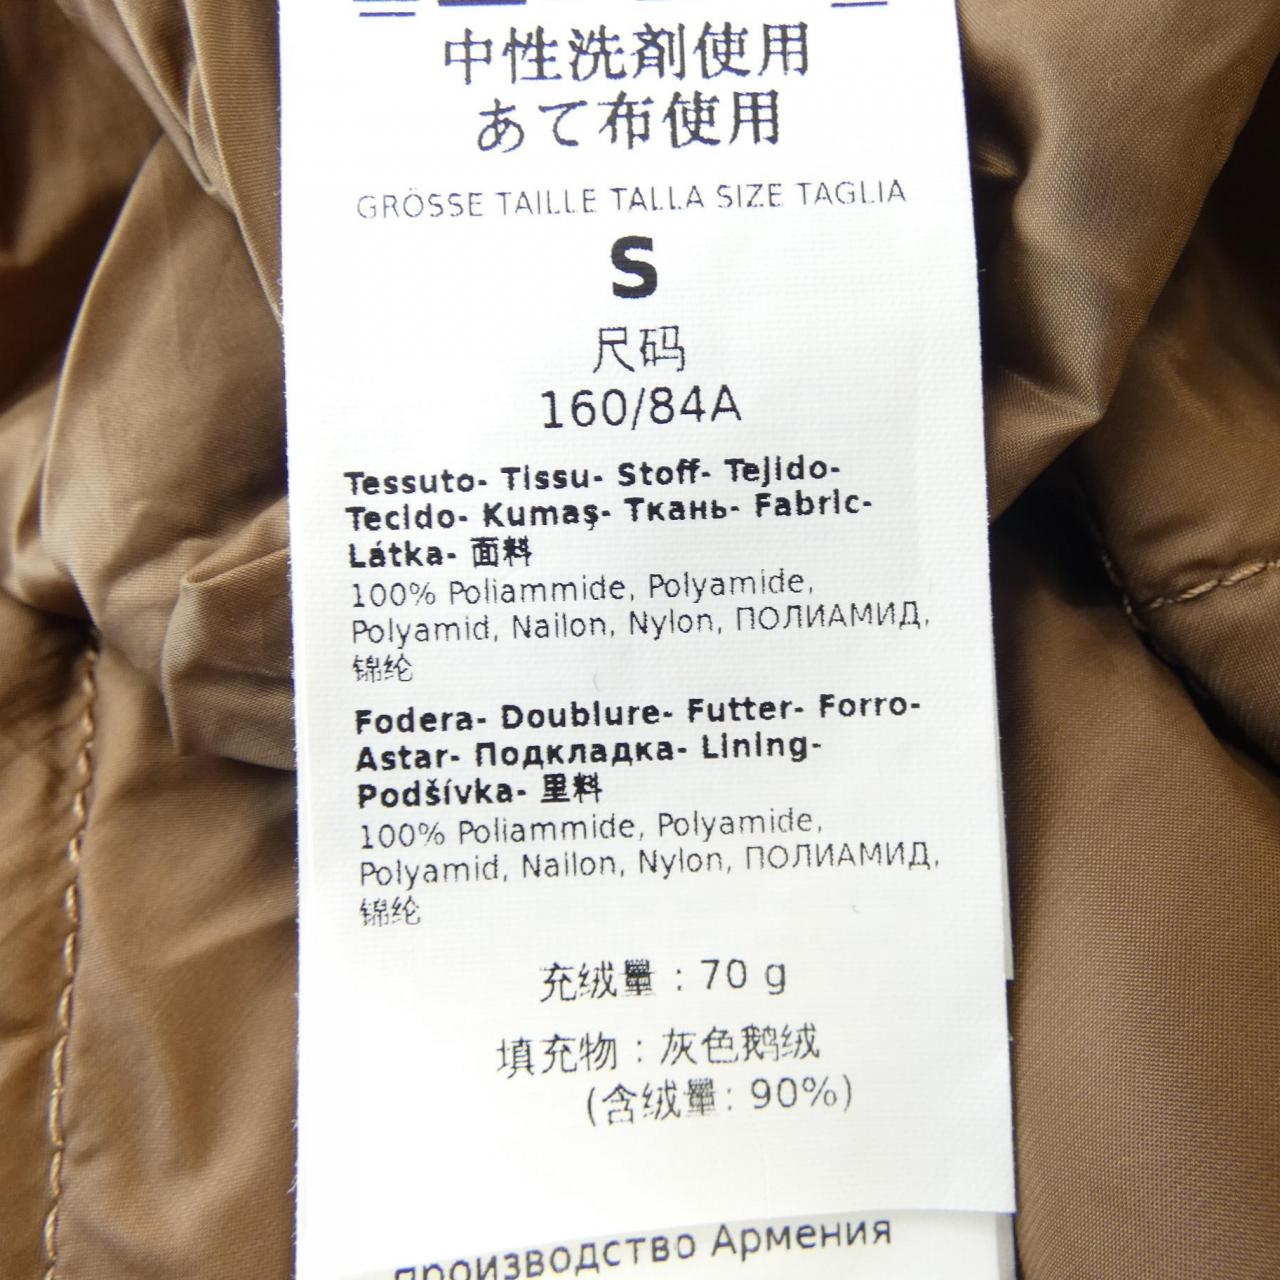 中性洗剤使用
あて布使用
GRÖSSE TAILLE TALLA SIZE TAGLIA
S
尺码
160/84A
Tessuto- Tissu- Stoff- Tejido-
Tecido- Kumaş- Ткань- Fabric-
Látka- 面料
100% Poliammide, Polyamide,
Polyamid, Nailon, Nylon, ПОЛИАМИД,
锦纶
Fodera- Doublure- Futter- Forro-
Astar- Подкладка- Lining-
Podšívka- 里料
100% Poliammide, Polyamide,
Polyamid, Nailon, Nylon, ПОЛИАМИД,
锦纶
充绒量 : 70 g
填充物 : 灰色鹅绒
(含绒量: 90%)
производство Армения